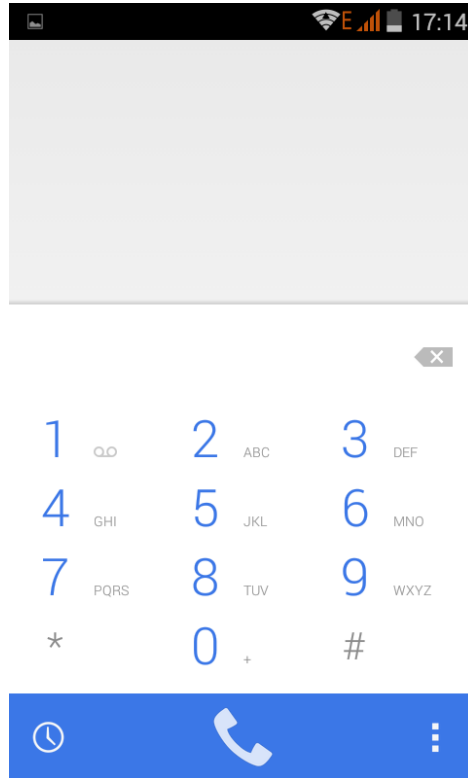 E 17:14
1 2 ABC 3 DEF
4 GHI 5 JKL 6 MNO
7 PQRS 8 TUV 9 WXYZ
* 0 + #